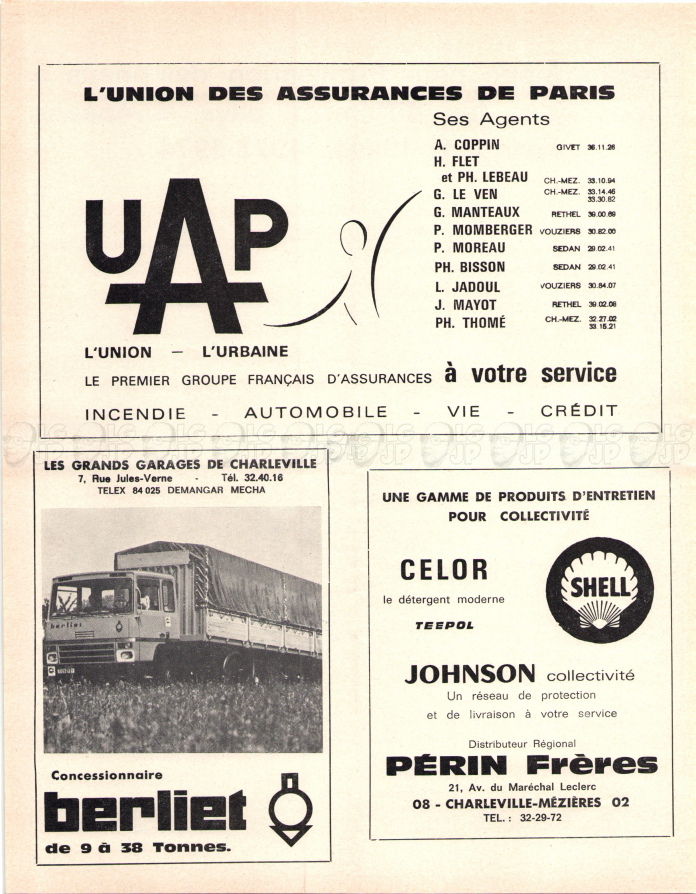 L'UNION DES ASSURANCES DE PARIS
Ses Agents
A. COPPIN GIVET 36.11.26
H. FLET
et PH. LEBEAU CH.-MEZ. 33.10.94
G. LE VEN CH.-MEZ. 33.14.46
33.30.82
G. MANTEAUX RETHEL 39.00.69
P. MOMBERGER VOUZIERS 30.82.00
P. MOREAU SEDAN 29.02.41
PH. BISSON SEDAN 29.02.41
L. JADOUL VOUZIERS 30.84.07
J. MAYOT RETHEL 39.02.08
PH. THOMÉ CH.-MEZ. 32.27.02
33.15.21
UAP
L'UNION — L'URBAINE
LE PREMIER GROUPE FRANÇAIS D'ASSURANCES à votre service
INCENDIE - AUTOMOBILE - VIE - CRÉDIT
LES GRANDS GARAGES DE CHARLEVILLE
7, Rue Jules-Verne - Tél. 32.40.16
TELEX 84 025 DEMANGAR MECHA
berliet
Concessionnaire
berliet
de 9 à 38 Tonnes.
UNE GAMME DE PRODUITS D'ENTRETIEN
POUR COLLECTIVITÉ
CELOR
le détergent moderne
TEEPOL
SHELL
JOHNSON collectivité
Un réseau de protection
et de livraison à votre service
Distributeur Régional
PÉRIN Frères
21, Av. du Maréchal Leclerc
08 - CHARLEVILLE-MÉZIÈRES 02
TEL. : 32-29-72